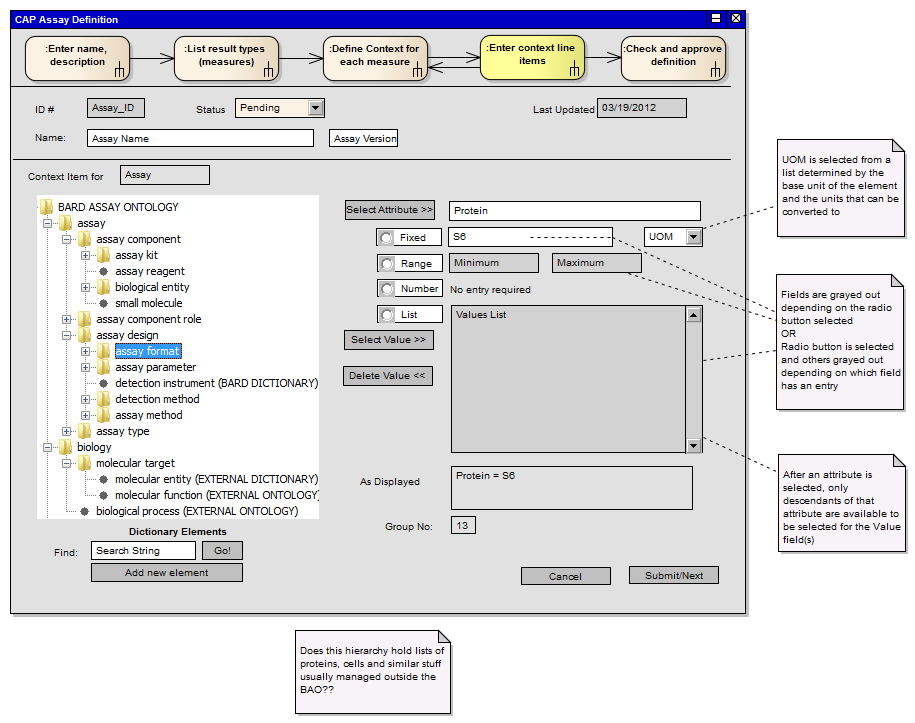 CAP Assay Definition
:Enter name,
description
:List result types
(measures)
:Define Context for
each measure
:Enter context line
items
:Check and approve
definition
ID #
Assay_ID
Status
Pending
Last Updated
03/19/2012
Name:
Assay Name
Assay Version
Context Item for
Assay
BARD ASSAY ONTOLOGY
assay
assay component
assay kit
assay reagent
biological entity
small molecule
assay component role
assay design
assay format
assay parameter
detection instrument (BARD DICTIONARY)
detection method
assay method
assay type
biology
molecular target
molecular entity (EXTERNAL DICTIONARY)
molecular function (EXTERNAL ONTOLOGY)
biological process (EXTERNAL ONTOLOGY)
Dictionary Elements
Find:
Search String
Go!
Add new element
Select Attribute >>
Protein
Fixed
S6
UOM
Range
Minimum
Maximum
Number
No entry required
List
Values List
Select Value >>
Delete Value <<
As Displayed
Protein = S6
Group No:
13
Cancel
Submit/Next
UOM is selected from a
list determined by the
base unit of the element
and the units that can be
converted to
Fields are grayed out
depending on the radio
button selected
OR
Radio button is selected
and others grayed out
depending on which field
has an entry
After an attribute is
selected, only
descendants of that
attribute are available to
be selected for the Value
field(s)
Does this hierarchy hold lists of
proteins, cells and similar stuff
usually managed outside the
BAO??